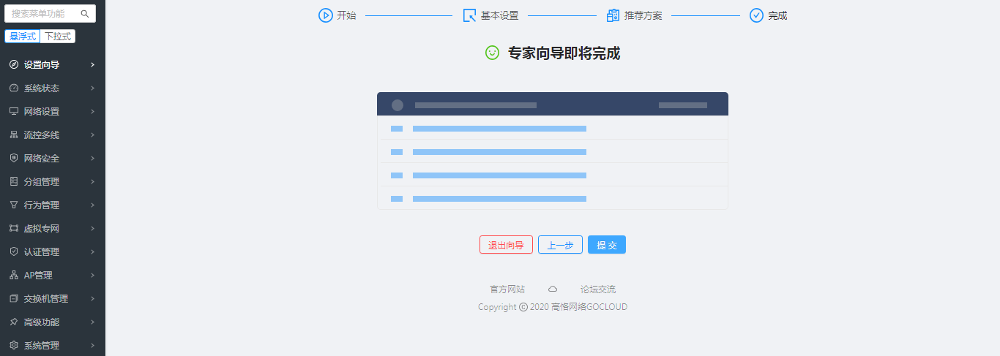 搜索菜单功能
悬浮式 下拉式
设置向导
系统状态
网络设置
流控多线
网络安全
分组管理
行为管理
虚拟专网
认证管理
AP管理
交换机管理
高级功能
系统管理
开始 基本设置 推荐方案 完成
专家向导即将完成
退出向导 上一步 提 交
官方网站 论坛交流
Copyright © 2020 高恪网络GOCLOUD